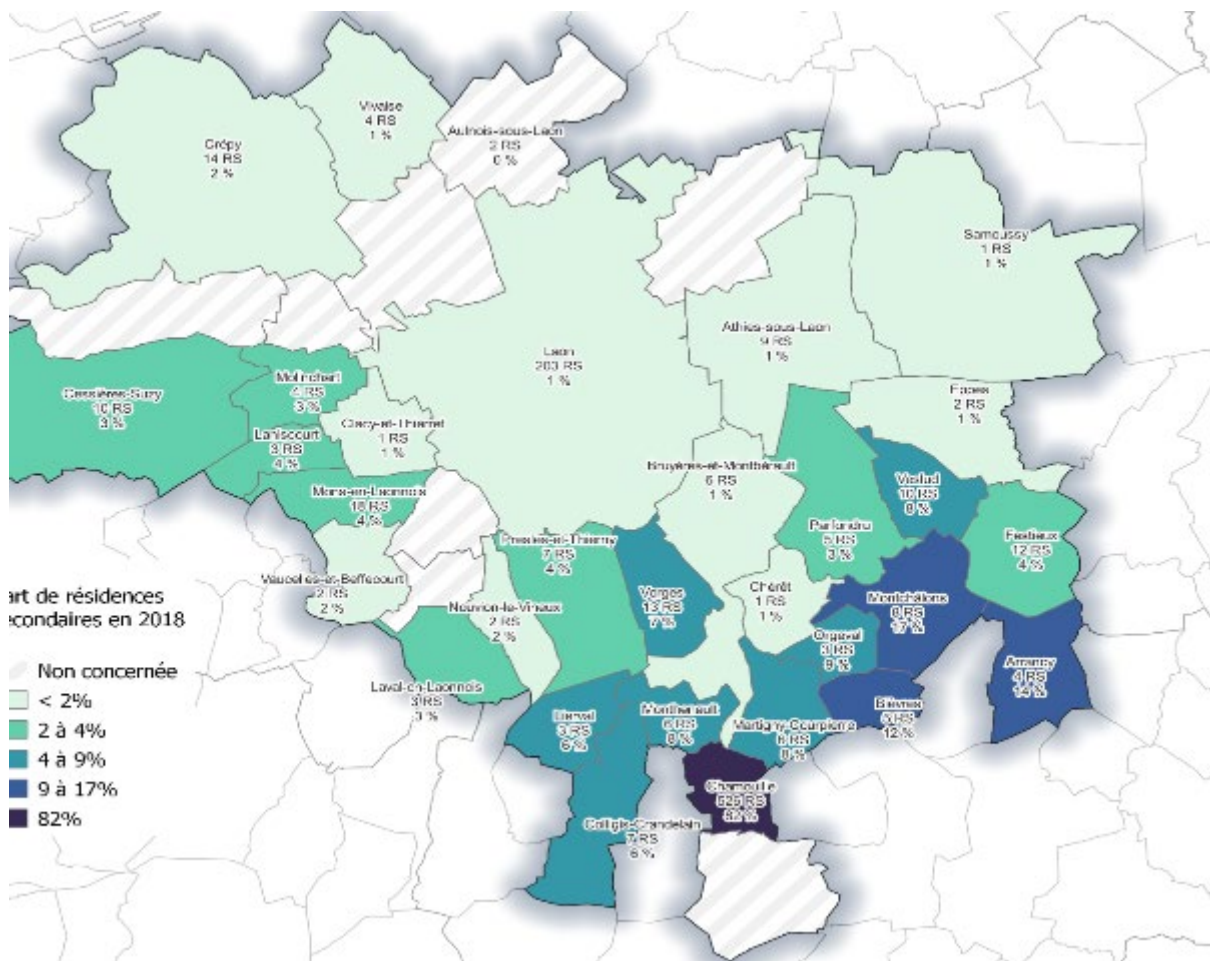 Vivaise
4 RS
1 %
Aulnois-sous-Laon
2 RS
0 %
Crépy
14 RS
2 %
Samoussy
1 RS
1 %
Athies-sous-Laon
9 RS
1 %
Laon
203 RS
1 %
Molinchart
4 RS
3 %
Cessières-Suzy
10 RS
3 %
Clacy-et-Thierret
1 RS
1 %
Laniscourt
3 RS
4 %
Eppes
2 RS
1 %
Bruyères-et-Montbérault
6 RS
1 %
Veslud
10 RS
8 %
Mons-en-Laonnois
18 RS
4 %
Parfondru
5 RS
3 %
Festieux
12 RS
4 %
Presles-et-Thierny
7 RS
4 %
Vaucelles-et-Beffecourt
2 RS
2 %
Vorges
13 RS
7 %
Chérêt
1 RS
1 %
Montchâlons
8 RS
17 %
Nouvion-le-Vineux
2 RS
2 %
Orgeval
3 RS
9 %
Arrancy
4 RS
14 %
Laval-en-Laonnois
3 RS
3 %
Bièvres
5 RS
12 %
Lierval
3 RS
6 %
Monthenault
6 RS
8 %
Martigny-Courpierre
6 RS
8 %
Chamouille
525 RS
82 %
Colligis-Crandelain
7 RS
6 %
art de résidences
econdaires en 2018
Non concernée
< 2%
2 à 4%
4 à 9%
9 à 17%
82%